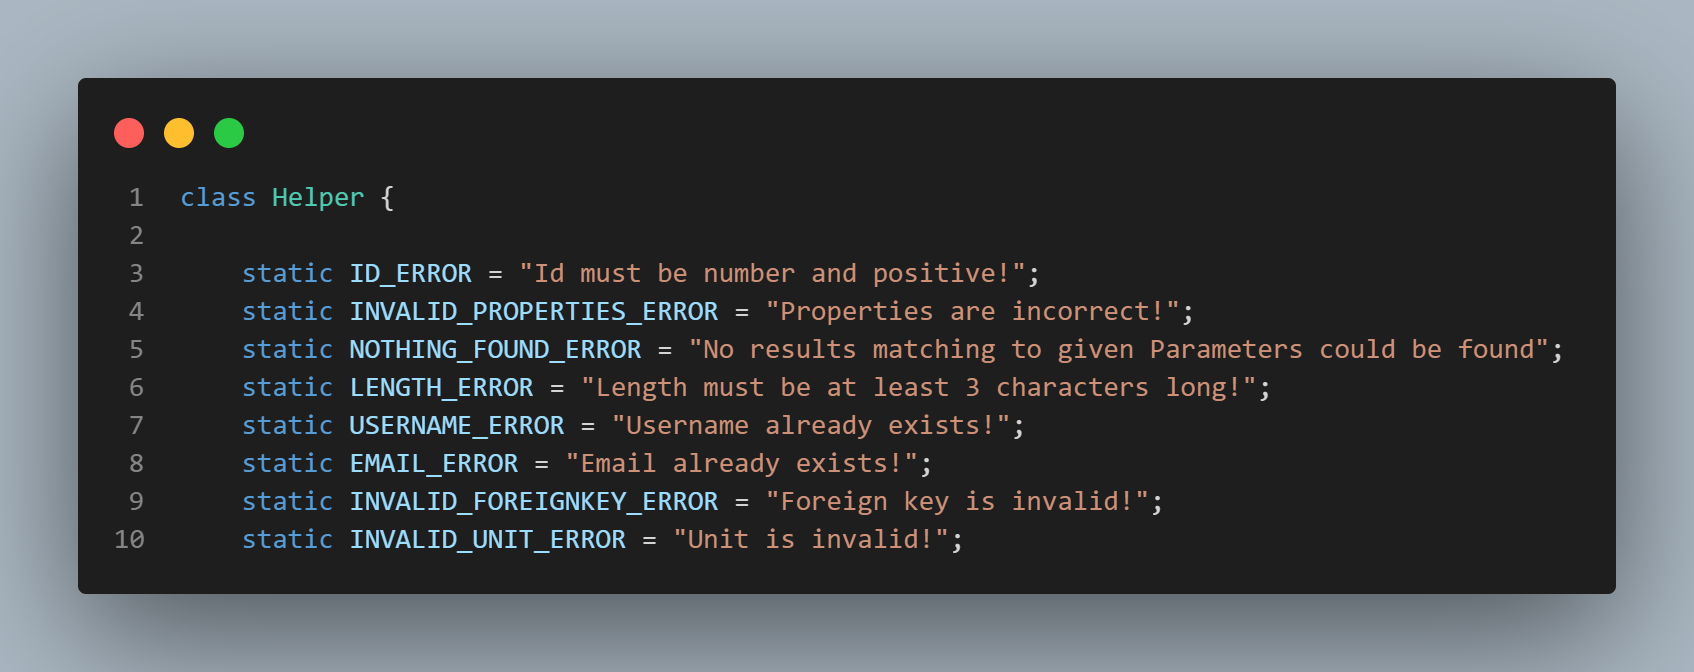 1 class Helper {
2
3     static ID_ERROR = "Id must be number and positive!";
4     static INVALID_PROPERTIES_ERROR = "Properties are incorrect!";
5     static NOTHING_FOUND_ERROR = "No results matching to given Parameters could be found";
6     static LENGTH_ERROR = "Length must be at least 3 characters long!";
7     static USERNAME_ERROR = "Username already exists!";
8     static EMAIL_ERROR = "Email already exists!";
9     static INVALID_FOREIGNKEY_ERROR = "Foreign key is invalid!";
10     static INVALID_UNIT_ERROR = "Unit is invalid!";